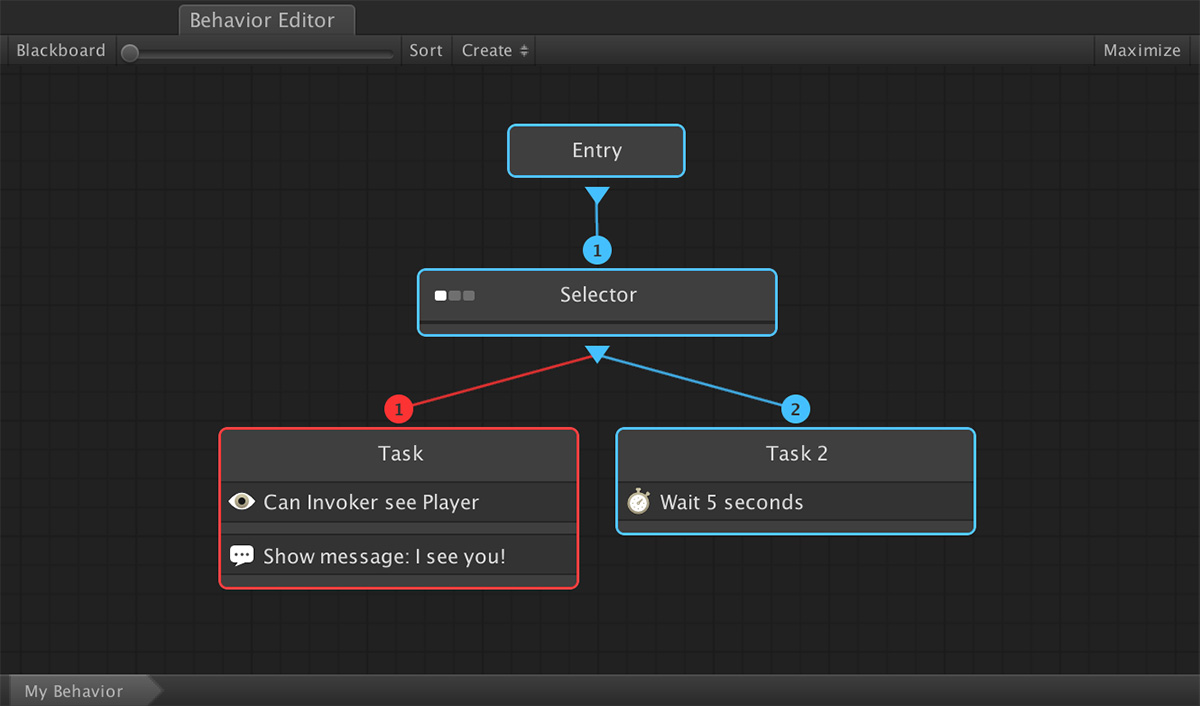 Behavior Editor
Blackboard Sort Create Maximize
Entry
1
Selector
1 2
Task Task 2
Can Invoker see Player Wait 5 seconds
Show message: I see you!
My Behavior